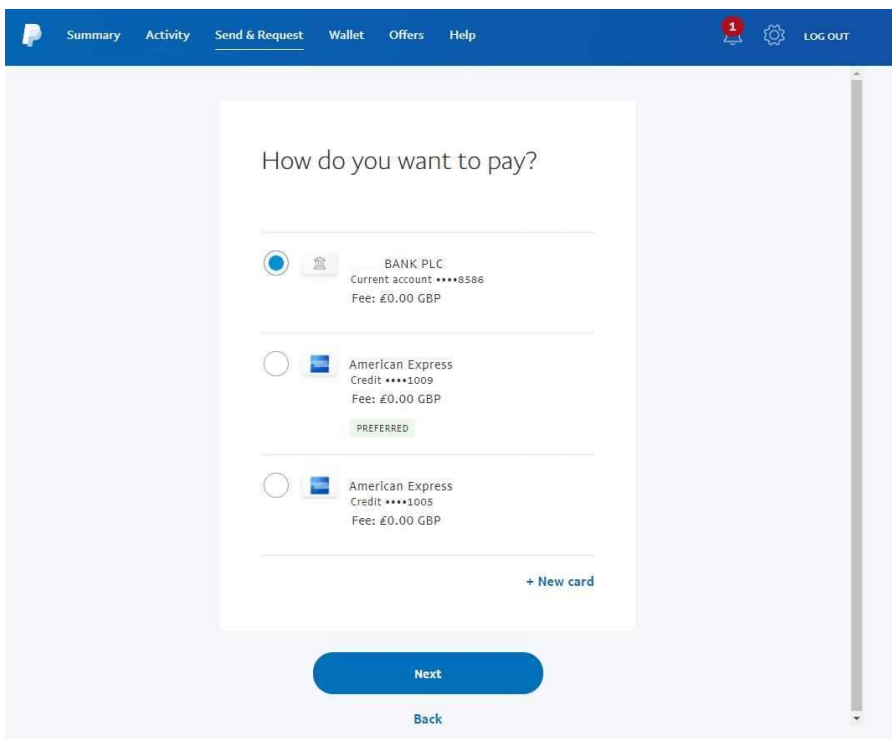 Summary Activity Send & Request Wallet Offers Help 1 LOG OUT
How do you want to pay?
BANK PLC
Current account ••••8586
Fee: £0.00 GBP
American Express
Credit ••••1009
Fee: £0.00 GBP
PREFERRED
American Express
Credit ••••1005
Fee: £0.00 GBP
+ New card
Next
Back